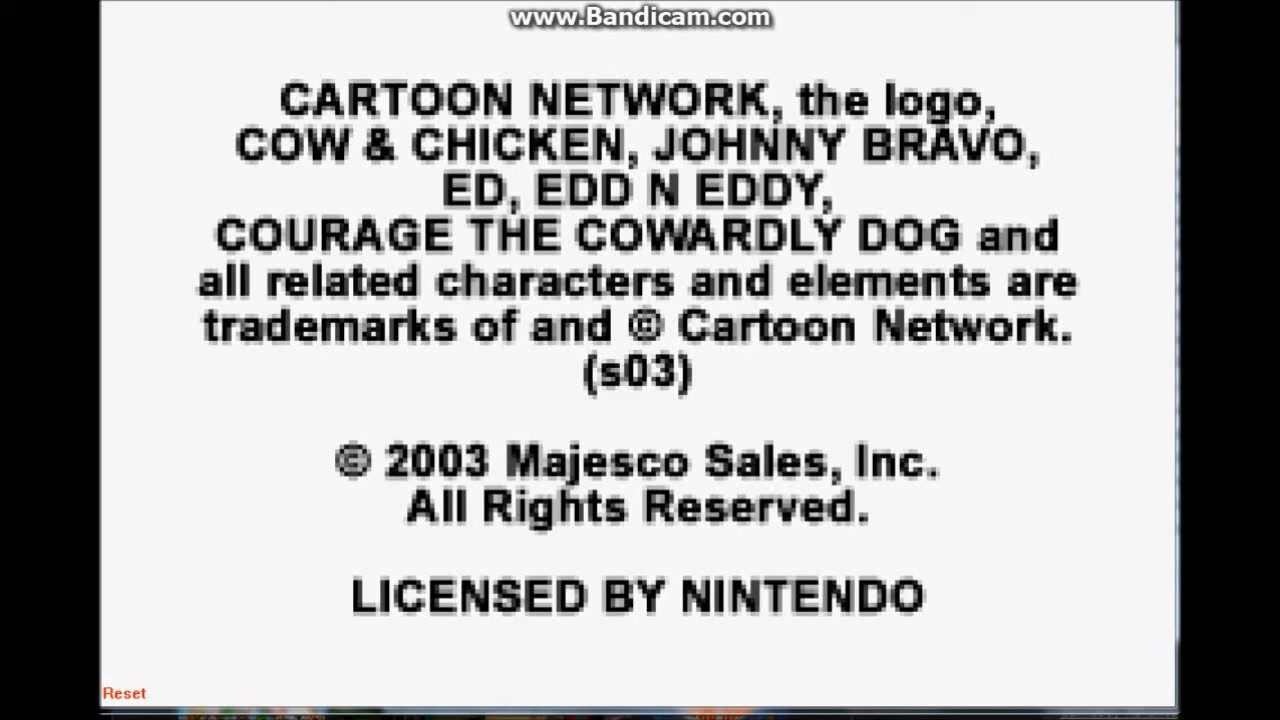 www.Bandicam.com
CARTOON NETWORK, the logo,
COW & CHICKEN, JOHNNY BRAVO,
ED, EDD N EDDY,
COURAGE THE COWARDLY DOG and
all related characters and elements are
trademarks of and © Cartoon Network.
(s03)
© 2003 Majesco Sales, Inc.
All Rights Reserved.
LICENSED BY NINTENDO
Reset